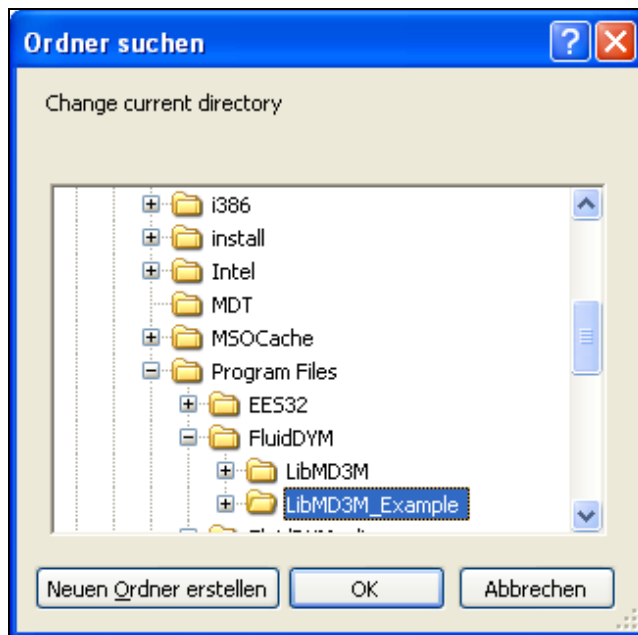 Ordner suchen
Change current directory
i386
install
Intel
MDT
MSOCache
Program Files
EES32
FluidDYM
LibMD3M
LibMD3M_Example
Neuen Ordner erstellen OK Abbrechen